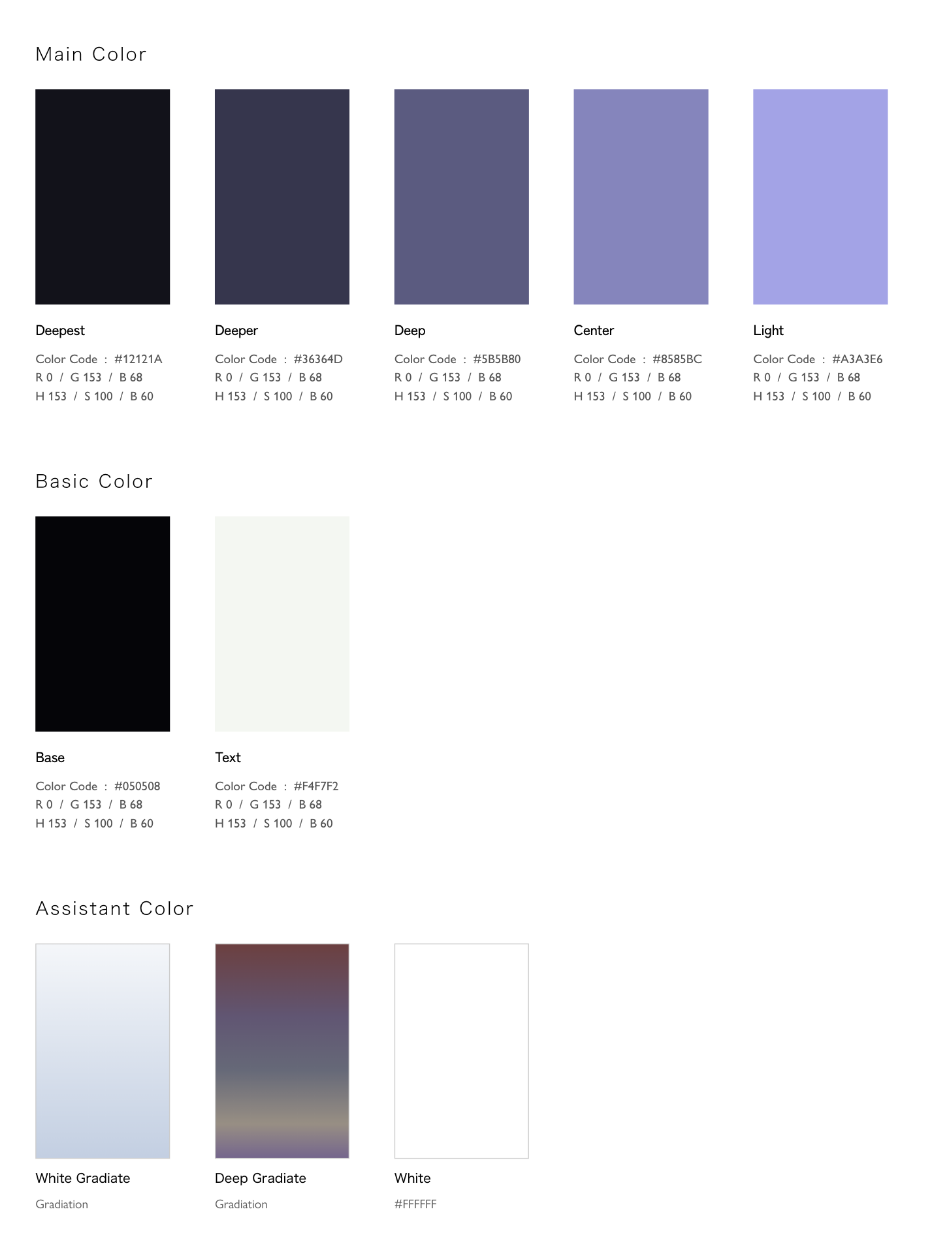 Main Color
Deepest
Color Code : #12121A
R 0 / G 153 / B 68
H 153 / S 100 / B 60
Deeper
Color Code : #36364D
R 0 / G 153 / B 68
H 153 / S 100 / B 60
Deep
Color Code : #5B5B80
R 0 / G 153 / B 68
H 153 / S 100 / B 60
Center
Color Code : #8585BC
R 0 / G 153 / B 68
H 153 / S 100 / B 60
Light
Color Code : #A3A3E6
R 0 / G 153 / B 68
H 153 / S 100 / B 60
Basic Color
Base
Color Code : #050508
R 0 / G 153 / B 68
H 153 / S 100 / B 60
Text
Color Code : #F4F7F2
R 0 / G 153 / B 68
H 153 / S 100 / B 60
Assistant Color
White Gradiate
Gradiation
Deep Gradiate
Gradiation
White
#FFFFFF